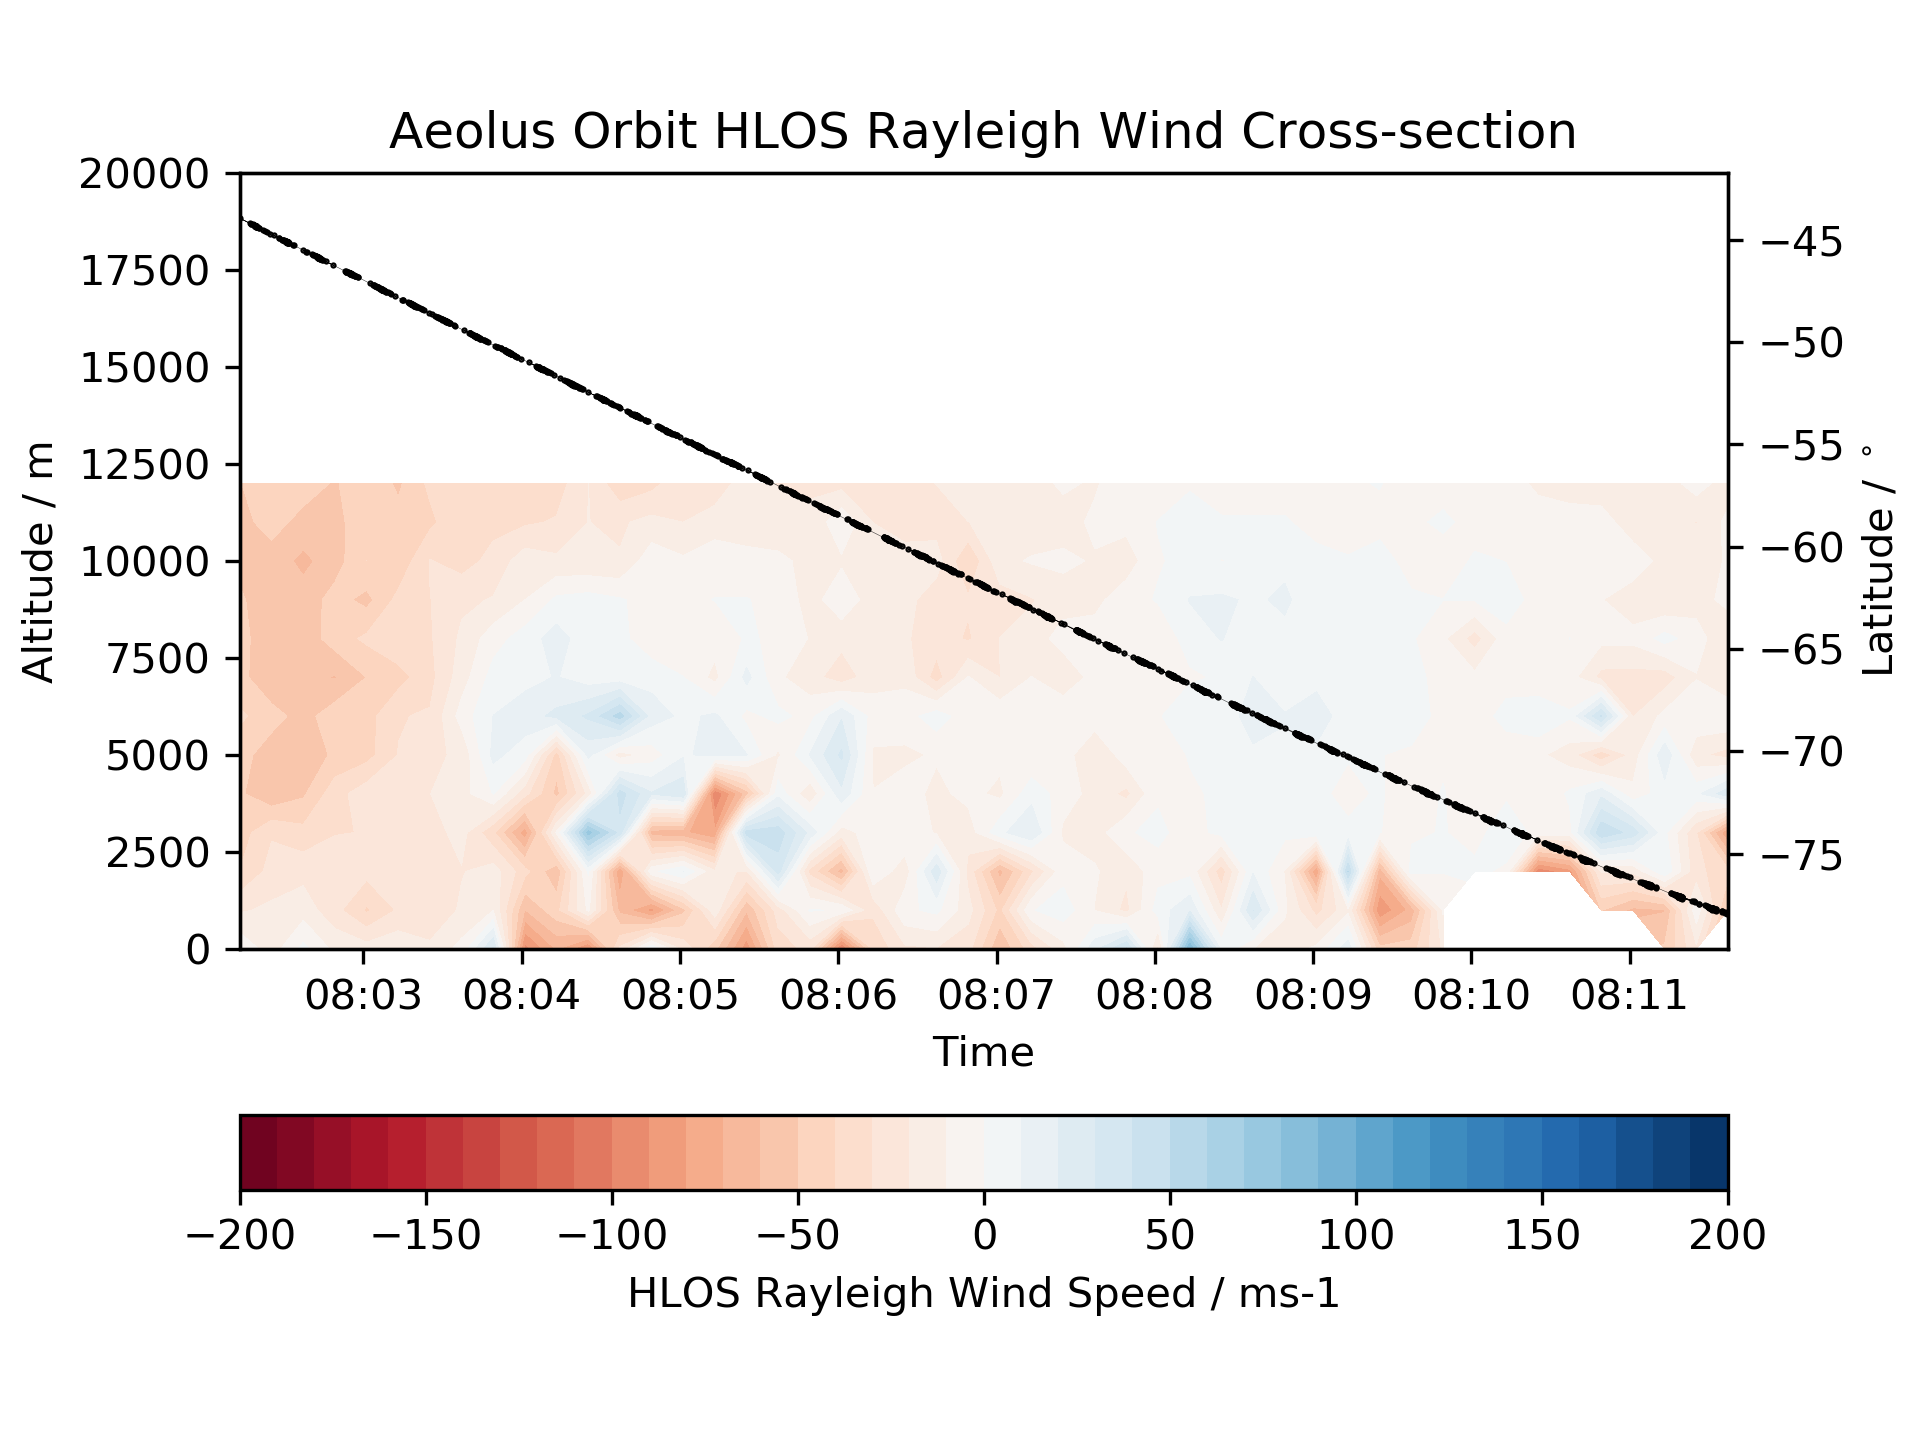 Aeolus Orbit HLOS Rayleigh Wind Cross-section
20000
17500
15000
12500
10000
7500
5000
2500
0
Altitude / m
−45
−50
−55
−60
−65
−70
−75
Latitude / °
08:03 08:04 08:05 08:06 08:07 08:08 08:09 08:10 08:11
Time
−200 −150 −100 −50 0 50 100 150 200
HLOS Rayleigh Wind Speed / ms-1